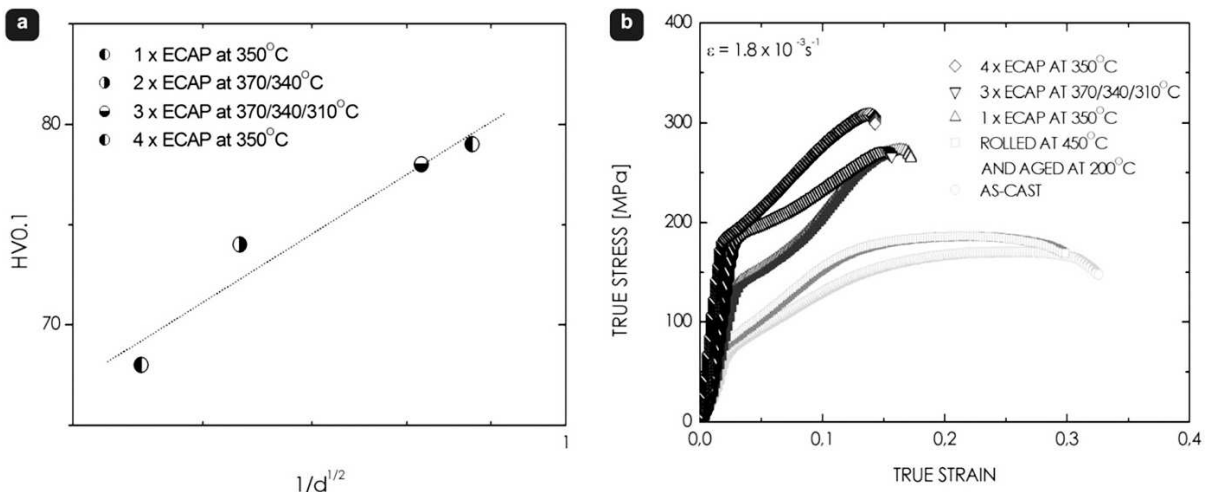 a
1 x ECAP at 350°C
2 x ECAP at 370/340°C
3 x ECAP at 370/340/310°C
4 x ECAP at 350°C
80
70
HV0.1
1
1/d^1/2
b
400
300
200
100
0
TRUE STRESS [MPa]
ε = 1.8 x 10 ⁻³s⁻¹
4 x ECAP AT 350°C
3 x ECAP AT 370/340/310°C
1 x ECAP AT 350°C
ROLLED AT 450°C
AND AGED AT 200°C
AS-CAST
0,0
0,1
0,2
0,3
0,4
TRUE STRAIN